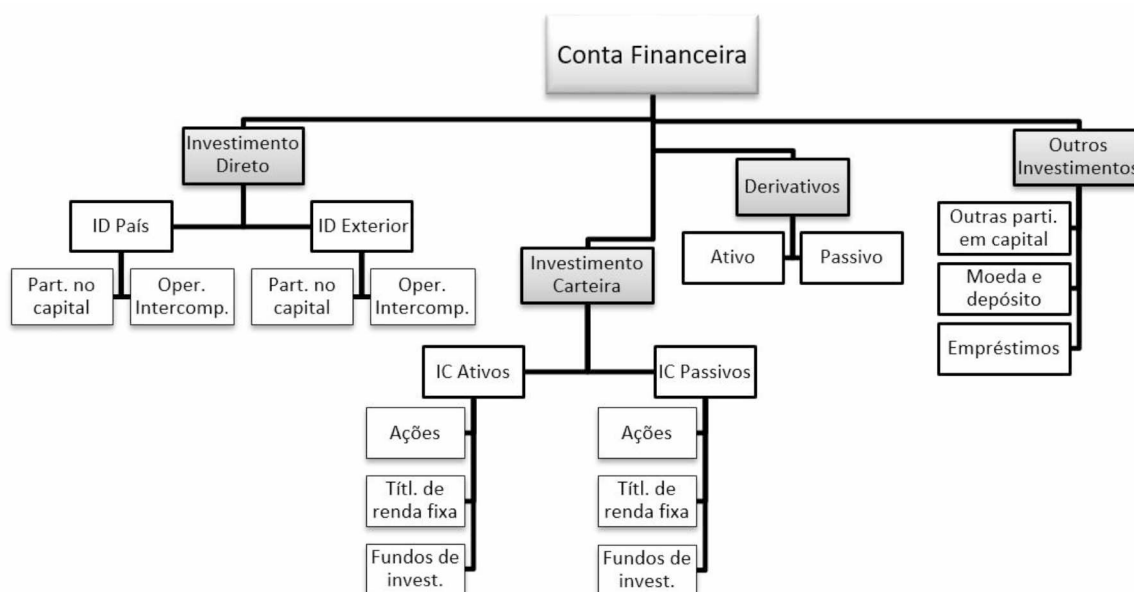 Conta Financeira
Investimento
Direto
Outros
Investimentos
Derivativos
ID País
ID Exterior
Outras parti.
em capital
Ativo
Passivo
Investimento
Carteira
Part. no
capital
Oper.
Intercomp.
Part. no
capital
Oper.
Intercomp.
Moeda e
depósito
Empréstimos
IC Ativos
IC Passivos
Ações
Ações
Títl. de
renda fixa
Títl. de
renda fixa
Fundos de
invest.
Fundos de
invest.